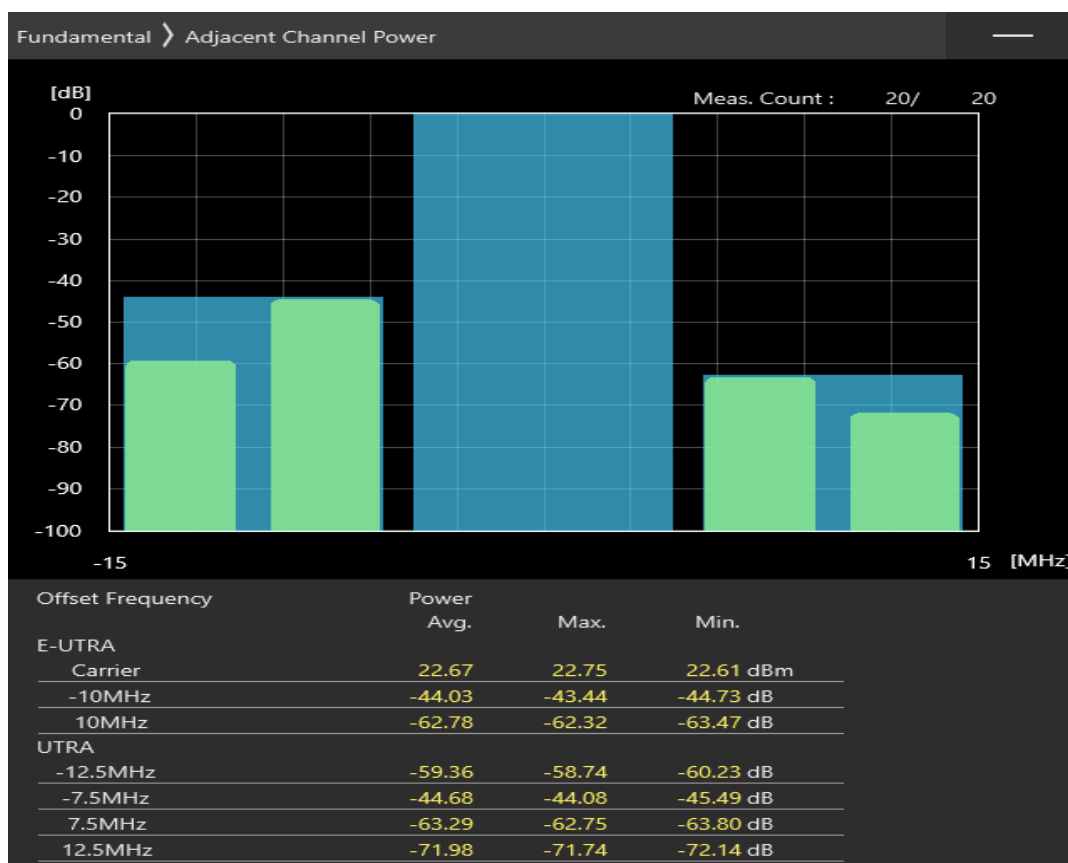 Fundamental ❯ Adjacent Channel Power
[dB]
Meas. Count : 20/ 20
0
-10
-20
-30
-40
-50
-60
-70
-80
-90
-100
-15 15 [MHz]
Offset Frequency Power
Avg. Max. Min.
E-UTRA
Carrier 22.67 22.75 22.61 dBm
-10MHz -44.03 -43.44 -44.73 dB
10MHz -62.78 -62.32 -63.47 dB
UTRA
-12.5MHz -59.36 -58.74 -60.23 dB
-7.5MHz -44.68 -44.08 -45.49 dB
7.5MHz -63.29 -62.75 -63.80 dB
12.5MHz -71.98 -71.74 -72.14 dB